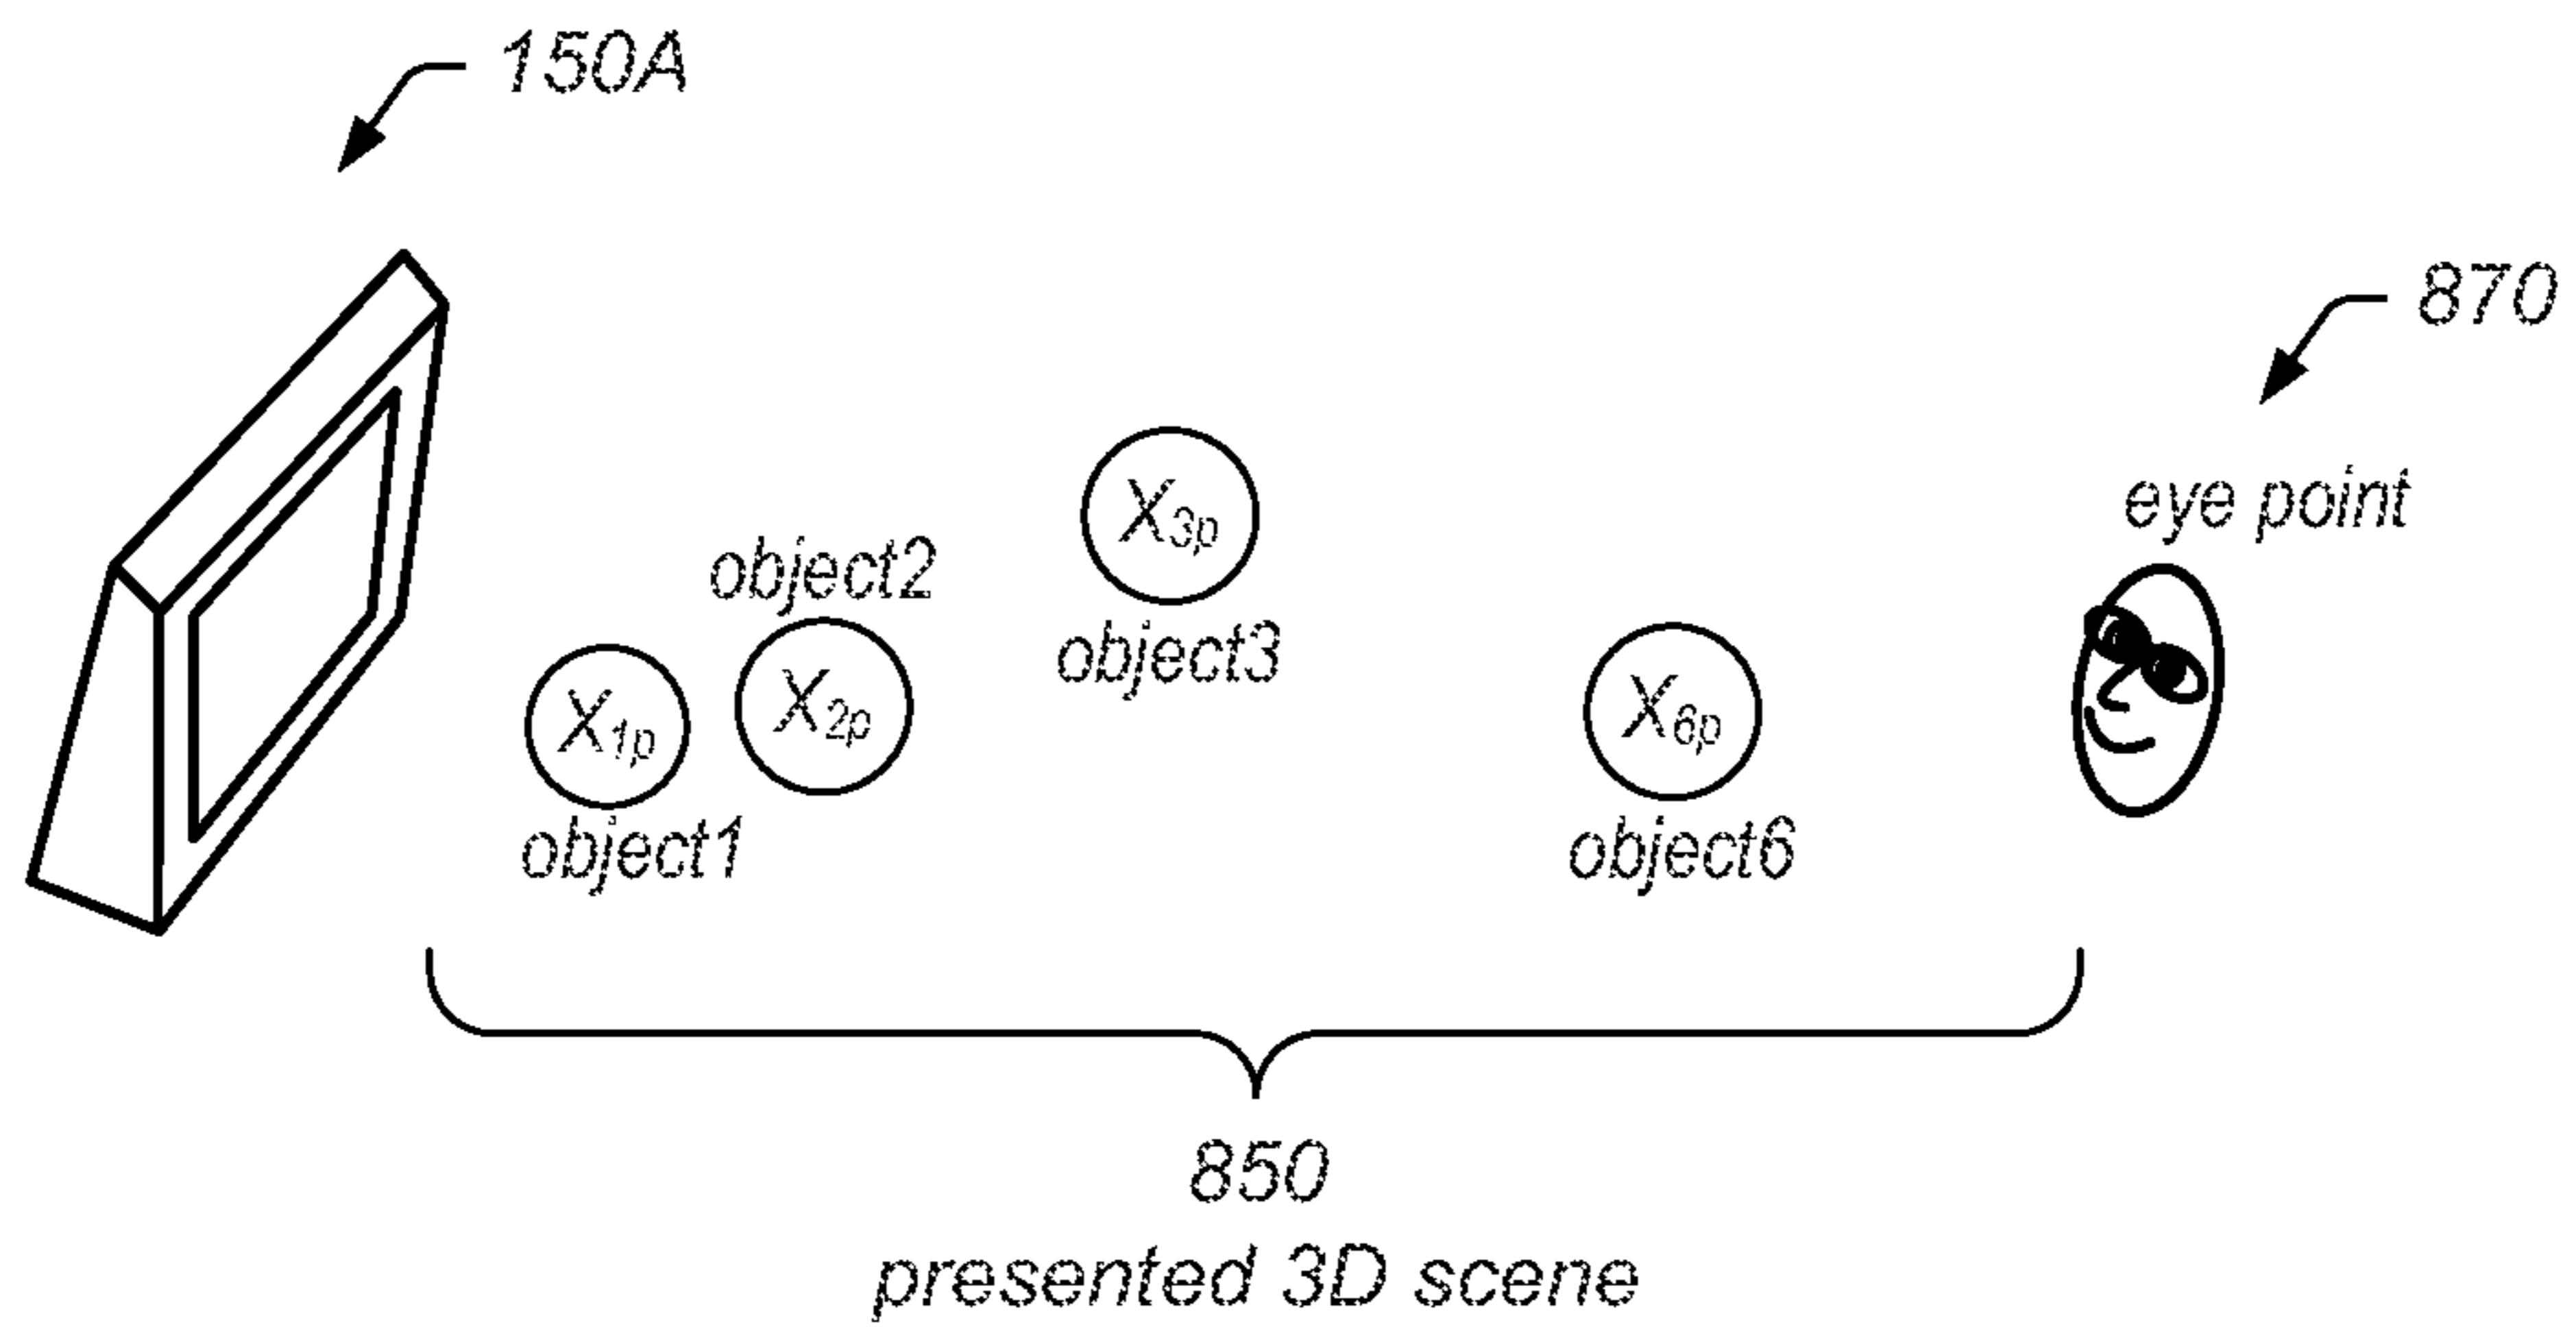 150A
870
eye point
X3p
object3
object2
X1p
X2p
X6p
object1
object6
850
presented 3D scene